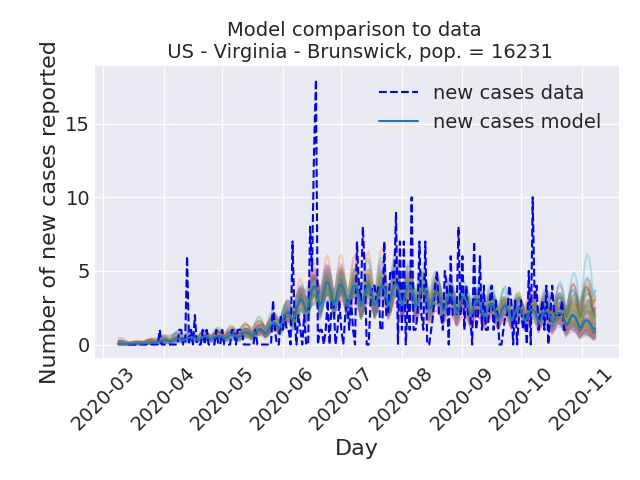 Model comparison to data
US - Virginia - Brunswick, pop. = 16231
Number of new cases reported
15
10
5
0
new cases data
new cases model
2020-03
2020-04
2020-05
2020-06
2020-07
2020-08
2020-09
2020-10
2020-11
Day